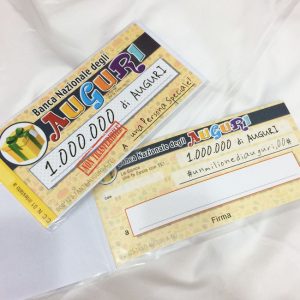 Banca Nazionale degli
AUGURI
1.000.000 di AUGURI
NON TRASFERIBILE
A una Persona Speciale!
Banca Nazionale degli AUGURI
1.000.000 di AUGURI
#unmilionediauguri,00#
a
Firma